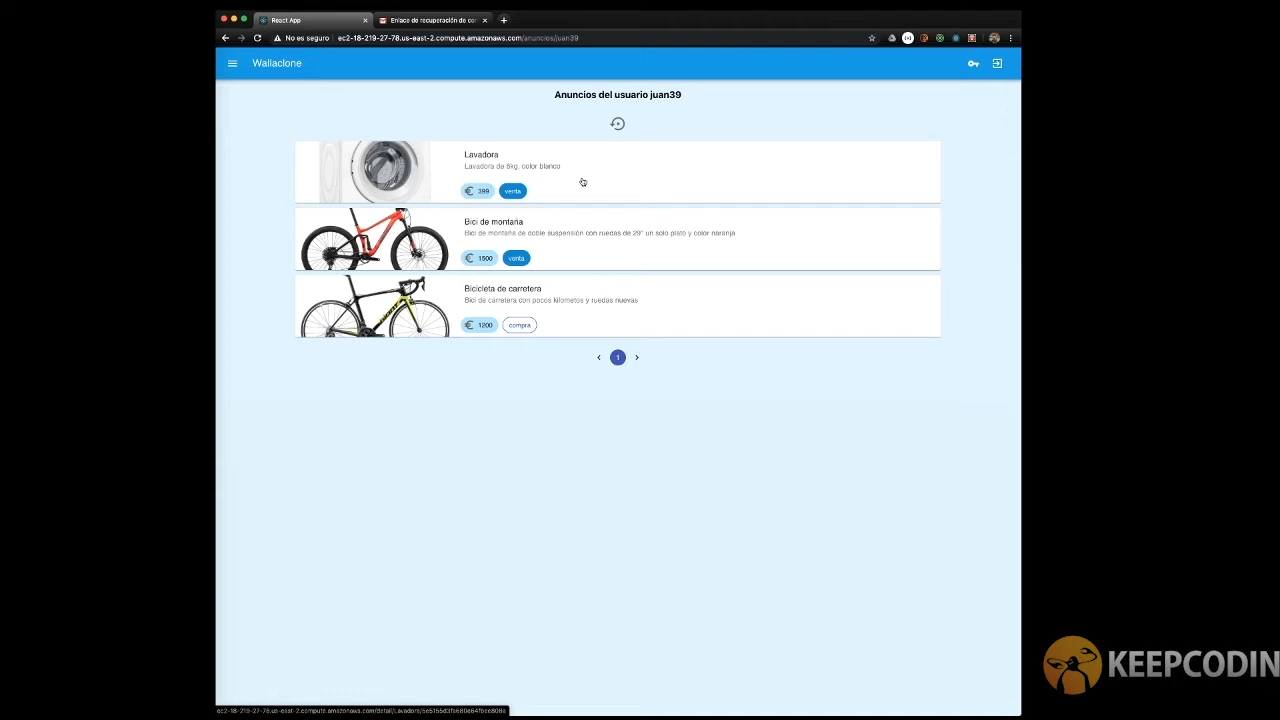 React App
Enlace de recuperación de con
No es seguro
ec2-18-219-27-78.us-east-2.compute.amazonaws.com/anuncios/juan39
Wallaclone
Anuncios del usuario juan39
Lavadora
Lavadora de 8kg, color blanco
€ 399
venta
Bici de montaña
Bici de montaña de doble suspensión con ruedas de 29" un solo plato y color naranja
€ 1500
venta
Bicicleta de carretera
Bici de carretera con pocos kilometos y ruedas nuevas
€ 1200
compra
1
KEEPCODIN